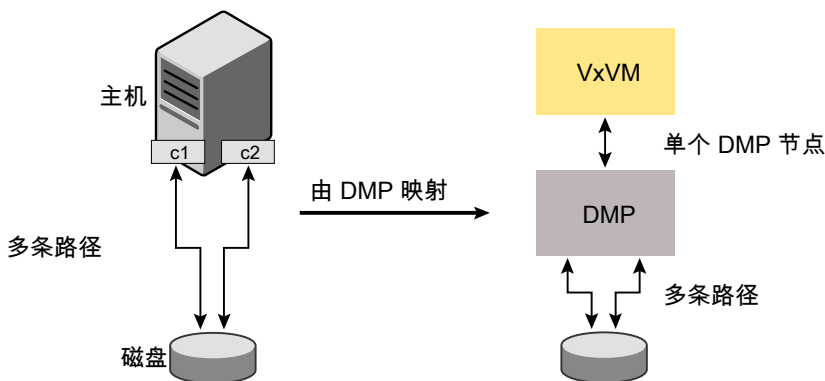 主机
c1
c2
多条路径
磁盘
由 DMP 映射
VxVM
单个 DMP 节点
DMP
多条路径